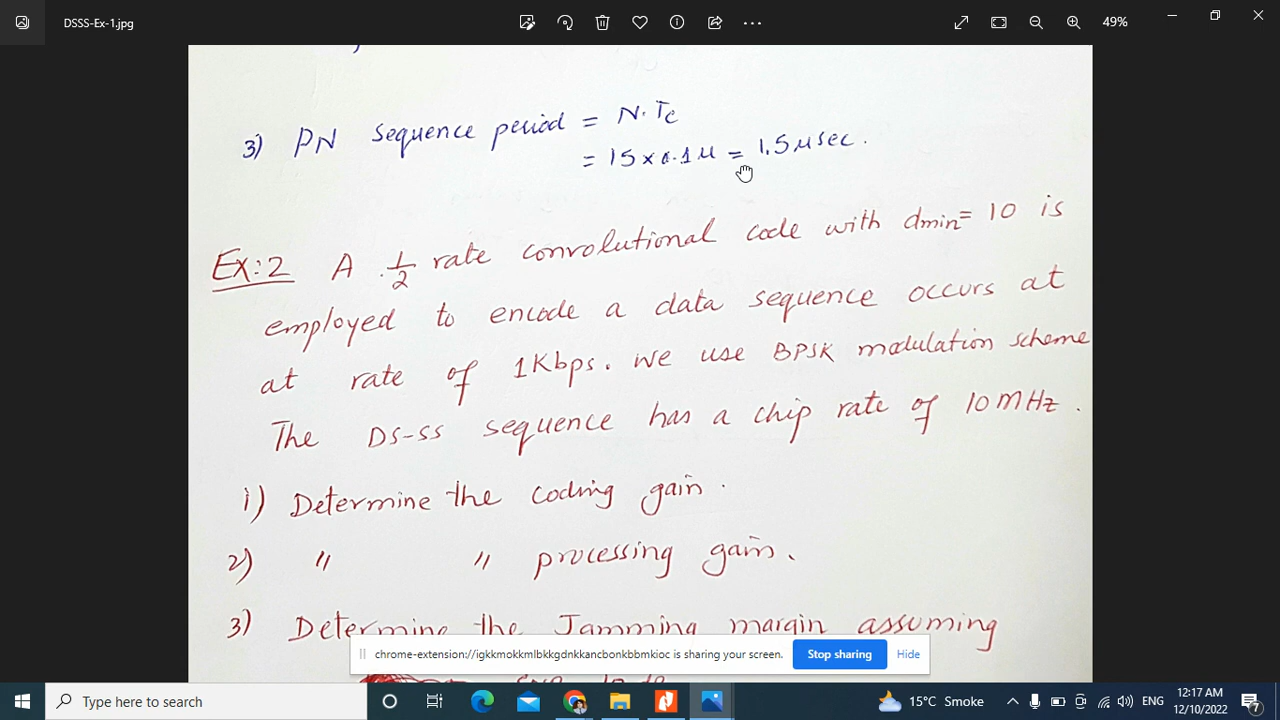 DSSS-Ex-1.jpg
49%
3) PN sequence period = N.Tc
= 15 x 0.1μ = 1.5 μsec.
Ex:2 A 1/2 rate convolutional code with dmin = 10 is
employed to encode a data sequence occurs at
at rate of 1Kbps. We use BPSK modulation scheme
The DS-SS sequence has a chip rate of 10MHz.
1) Determine the coding gain.
2) " " processing gain.
3) Determine the Jamming margin assuming
chrome-extension://igkkmokkmlbkkgdnkkancbonkbbmkioc is sharing your screen. Stop sharing Hide
Type here to search
15°C Smoke
ENG
12:17 AM
12/10/2022
7